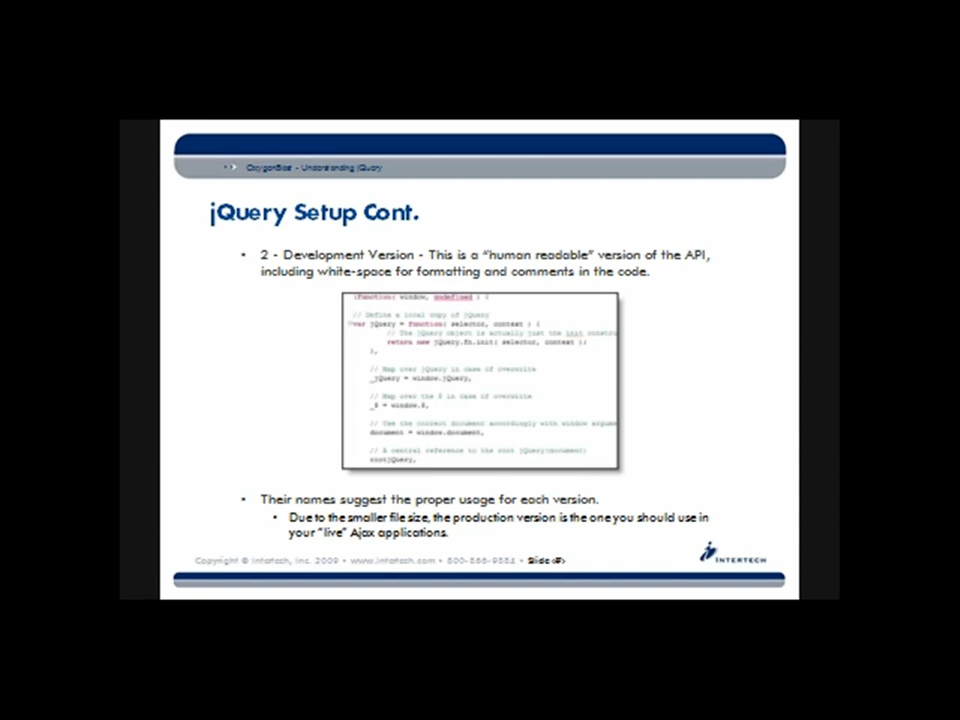 Understanding jQuery
jQuery Setup Cont.
• 2 - Development Version - This is a “human readable” version of the API,
including white-space for formatting and comments in the code.
(function( window, undefined ) {
// Define a local copy of jQuery
var jQuery = function( selector, context ) {
// The jQuery object is actually just the init constru
return new jQuery.fn.init( selector, context );
},
// Map over jQuery in case of overwrite
_jQuery = window.jQuery,
// Map over the $ in case of overwrite
_$ = window.$,
// Use the correct document accordingly with window argume
document = window.document,
// A central reference to the root jQuery(document)
rootjQuery,
• Their names suggest the proper usage for each version.
• Due to the smaller file size, the production version is the one you should use in
your “live” Ajax applications.
Copyright © Intertech, Inc. 2009 • www.Intertech.com • Slide ‹#›
INTERTECH